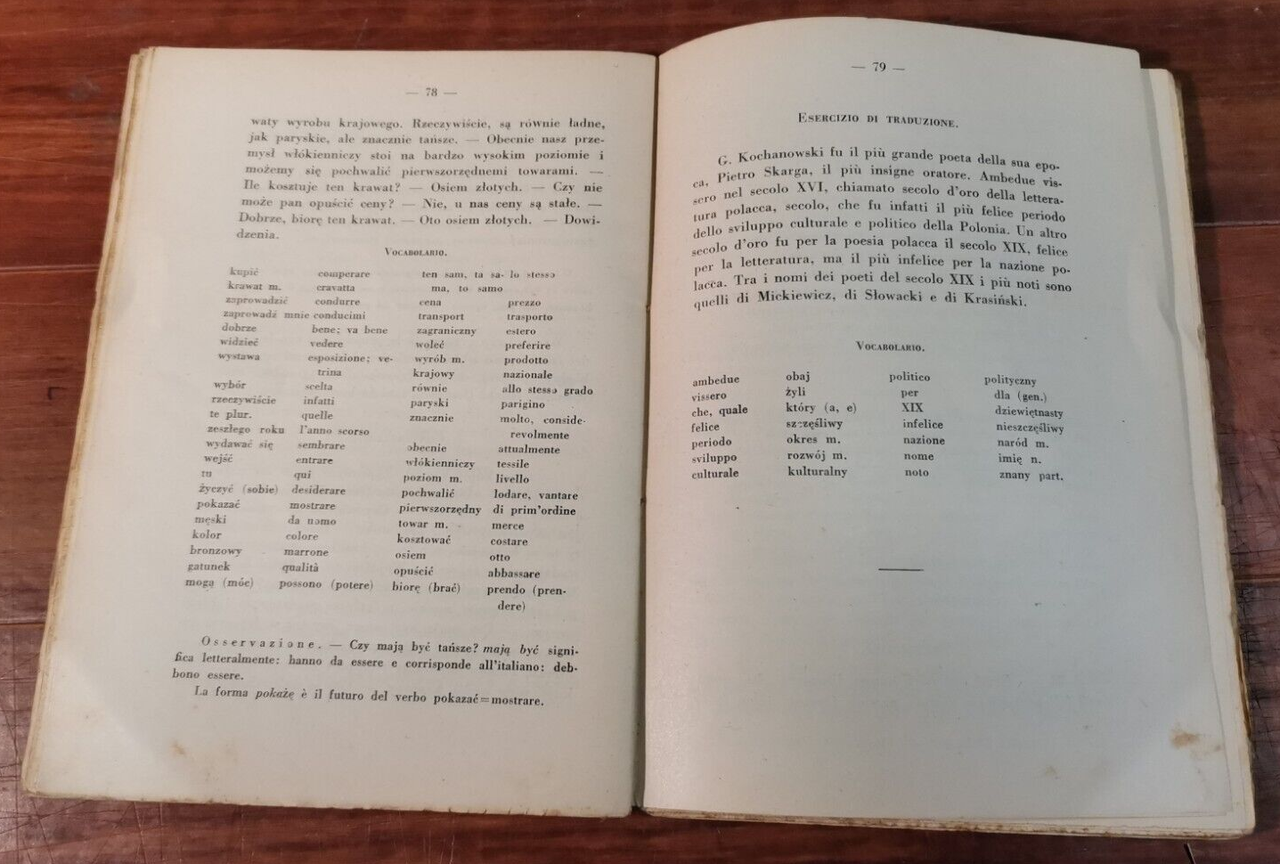 — 78 —
waty wyrobu krajowego. Rzeczywiście, są równie ładne,
jak paryskie, ale znacznie tańsze. — Obecnie nasz prze-
mysł włókienniczy stoi na bardzo wysokim poziomie i
możemy się pochwalić pierwszorzędnemi towarami. —
Ile kosztuje ten krawat? — Osiem złotych. — Czy nie
może pan opuścić ceny? — Nie, u nas ceny są stałe. —
Dobrze, biorę ten krawat. — Oto osiem złotych. — Dowi-
dzenia.
Vocabolario.
kupić comperare ten sam, ta sa- lo stesso
krawat m. cravatta ma, to samo
zaprowadzić condurre cena prezzo
zaprowadź mnie conducimi transport trasporto
dobrze bene; va bene zagraniczny estero
widzieć vedere woleć preferire
wystawa esposizione; ve- wyrób m. prodotto
trina krajowy nazionale
wybór scelta równie allo stesso grado
rzeczywiście infatti paryski parigino
te plur. quelle znacznie molto, conside-
zeszłego roku l'anno scorso revolmente
wydawać się sembrare obecnie attualmente
wejść entrare włókienniczy tessile
tu qui poziom m. livello
życzyć (sobie) desiderare pochwalić lodare, vantare
pokazać mostrare pierwszorzędny di prim'ordine
męski da uomo towar m. merce
kolor colore kosztować costare
bronzowy marrone osiem otto
gatunek qualità opuścić abbassare
mogą (móc) possono (potere) biorę (brać) prendo (pren-
dere)
Osservazione. — Czy mają być tańsze? mają być signi-
fica letteralmente: hanno da essere e corrisponde all'italiano: deb-
bono essere.
La forma pokażę è il futuro del verbo pokazać=mostrare.
— 79 —
Esercizio di traduzione.
G. Kochanowski fu il più grande poeta della sua epo-
ca, Pietro Skarga, il più insigne oratore. Ambedue vis-
sero nel secolo XVI, chiamato secolo d'oro della lettera-
tura polacca, secolo, che fu infatti il più felice periodo
dello sviluppo culturale e politico della Polonia. Un altro
secolo d'oro fu per la poesia polacca il secolo XIX, felice
per la letteratura, ma il più infelice per la nazione po-
lacca. Tra i nomi dei poeti del secolo XIX i più noti sono
quelli di Mickiewicz, di Słowacki e di Krasiński.
Vocabolario.
ambedue obaj politico polityczny
vissero żyli per dla (gen.)
che, quale który (a, e) XIX dziewiętnasty
felice szczęśliwy infelice nieszczęśliwy
periodo okres m. nazione naród m.
sviluppo rozwój m. nome imię n.
culturale kulturalny noto znany part.